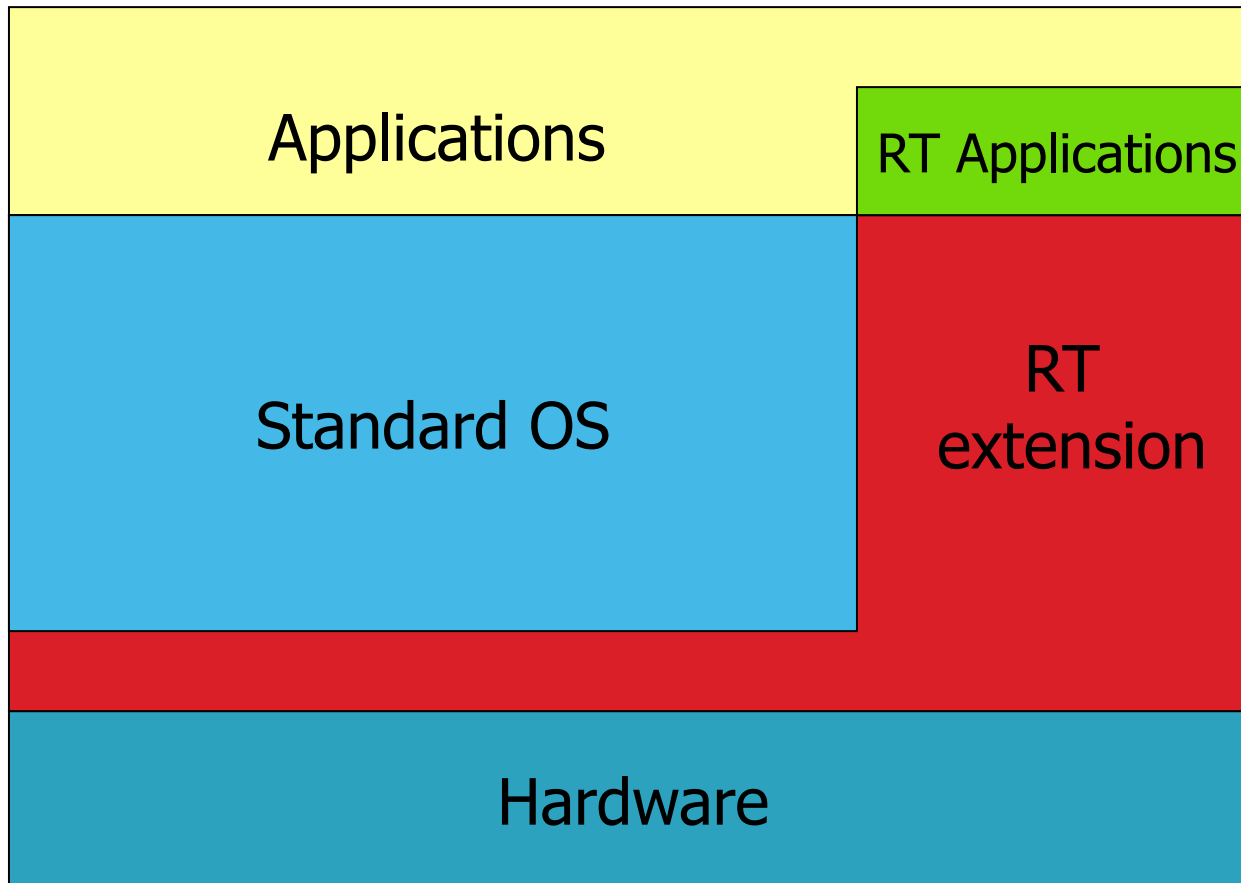 Applications
RT Applications
Standard OS
RT
extension
Hardware